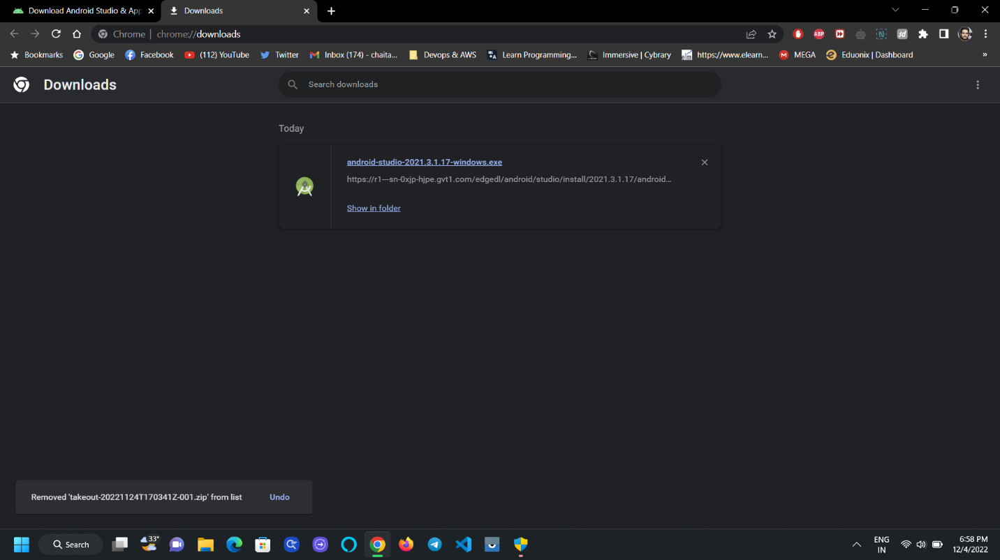 Download Android Studio & App
Downloads
Chrome | chrome://downloads
ABP
N
sd
Bookmarks
Google
Facebook
(112) YouTube
Twitter
Inbox (174) - chaita...
Devops & AWS
Learn Programming...
Immersive | Cybrary
https://www.elearn...
MEGA
Eduonix | Dashboard
»
Downloads
Search downloads
Today
android-studio-2021.3.1.17-windows.exe
https://r1---sn-0xjp-hjpe.gvt1.com/edgedl/android/studio/install/2021.3.1.17/android...
Show in folder
Removed 'takeout-20221124T170341Z-001.zip' from list
Undo
Search
33°
ENG
IN
6:58 PM
12/4/2022